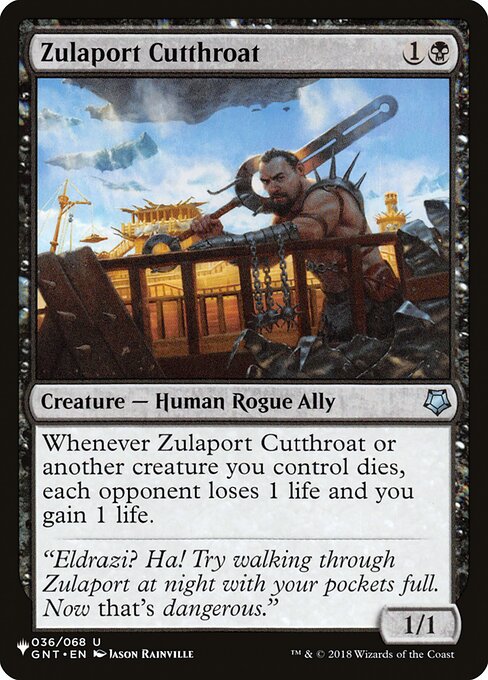 Zulaport Cutthroat 1
Creature — Human Rogue Ally
Whenever Zulaport Cutthroat or
another creature you control dies,
each opponent loses 1 life and you
gain 1 life.
“Eldrazi? Ha! Try walking through
Zulaport at night with your pockets full.
Now that’s dangerous.”
1/1
036/068 U
GNT • EN Jason Rainville
™ & © 2018 Wizards of the Coast